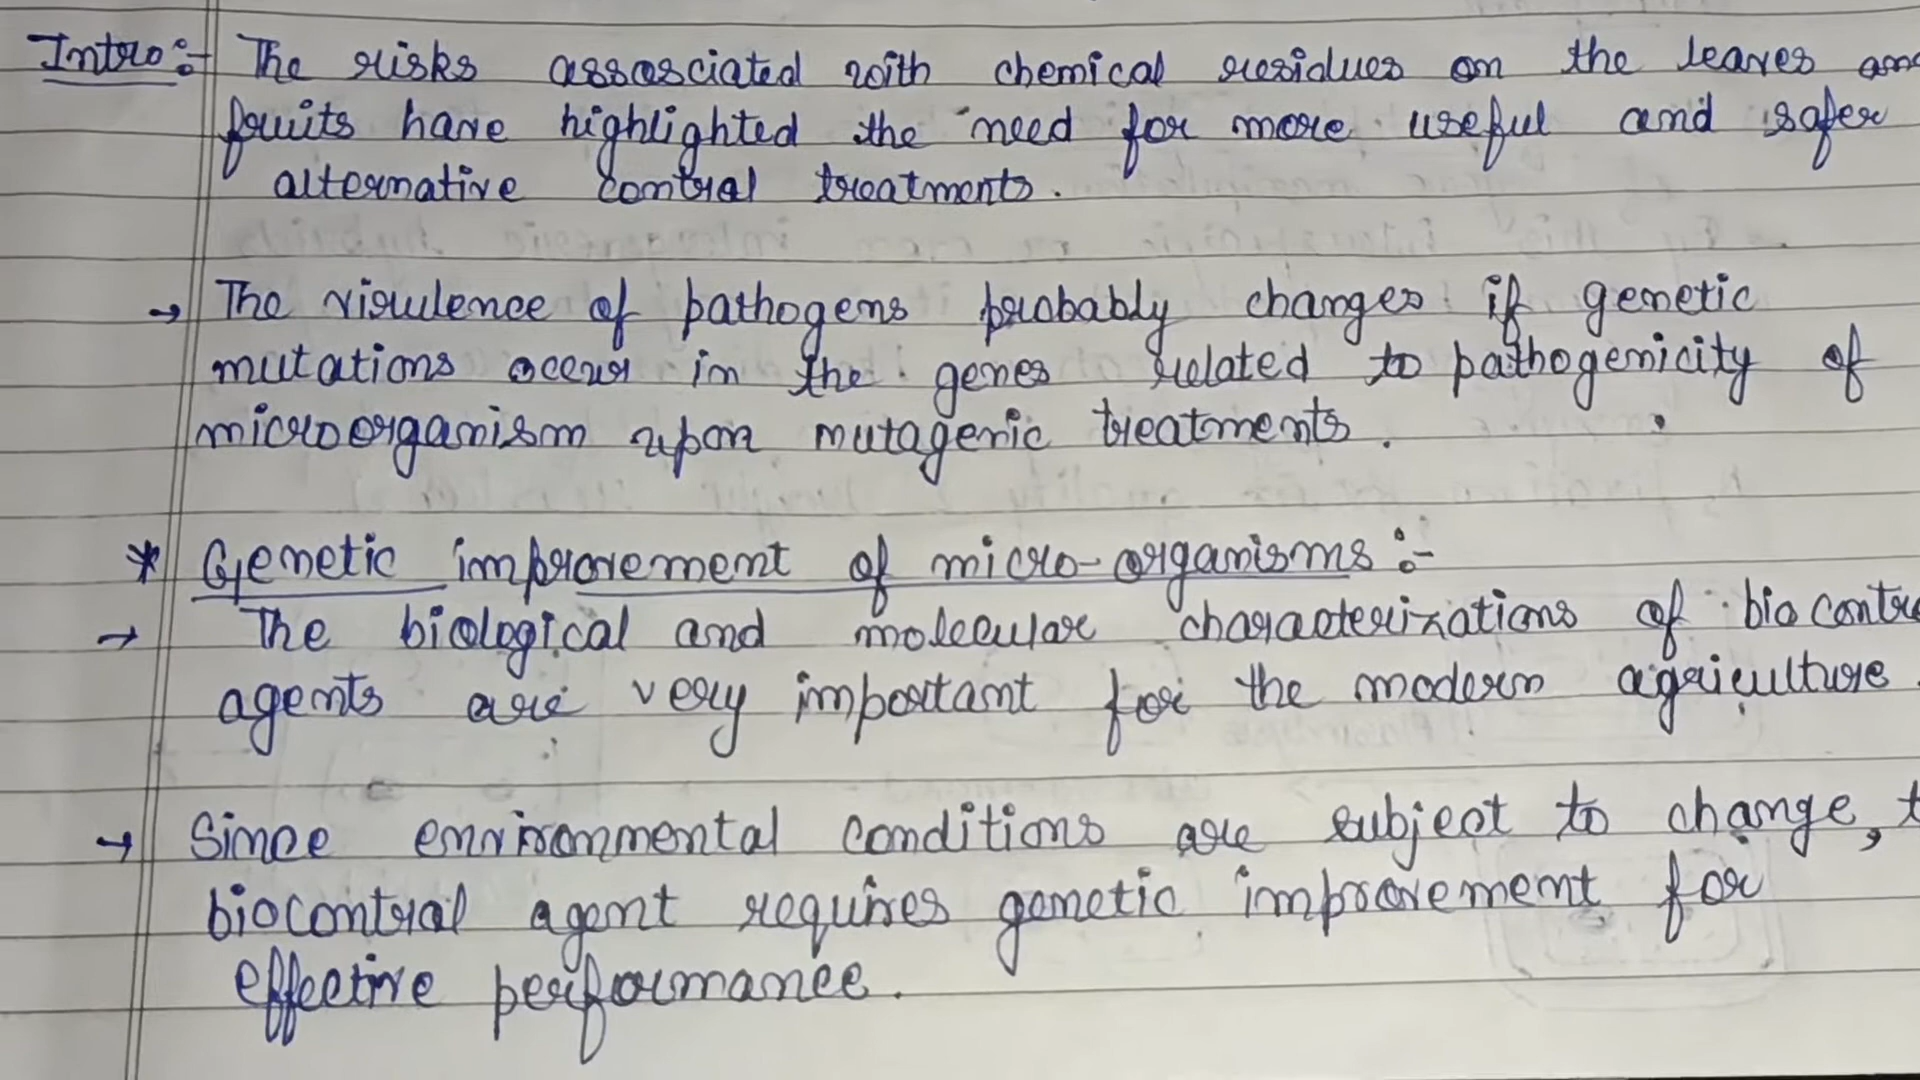 Intro:- The risks assosciated with chemical residues on the leaves and
fruits have highlighted the need for more useful and safer
alternative control treatments.
→ The virulence of pathogens probably changes if genetic
mutations occur in the genes related to pathogenicity of
microorganism upon mutagenic treatments.
* Genetic improvement of micro-organisms :-
→ The biological and molecular characterizations of bio contr
agents are very important for the modern agriculture.
→ Since environmental conditions are subject to change, t
biocontrol agent requires genetic improvement for
effective performance.